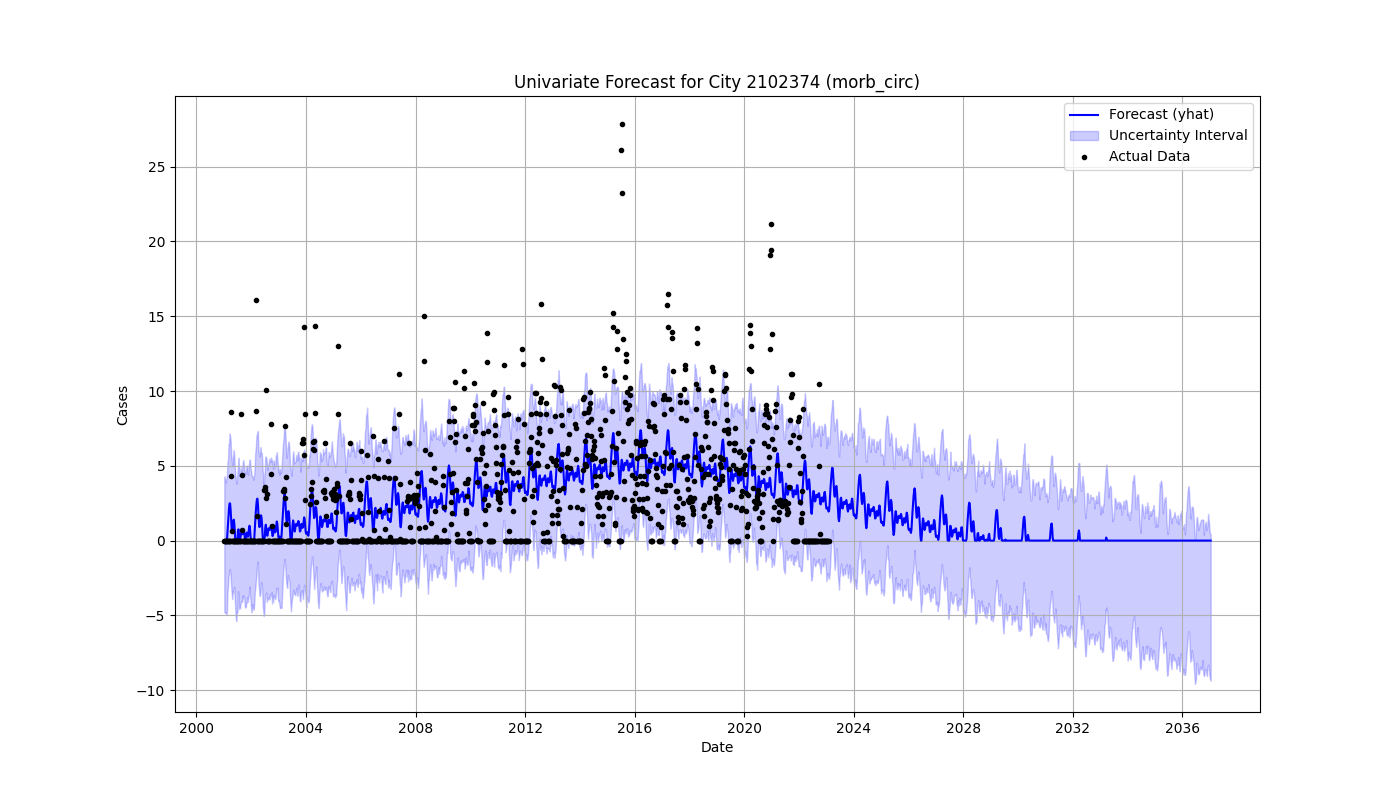 Univariate Forecast for City 2102374 (morb_circ)
Forecast (yhat)
Uncertainty Interval
Actual Data
25
20
15
10
5
0
−5
−10
Cases
2000 2004 2008 2012 2016 2020 2024 2028 2032 2036
Date